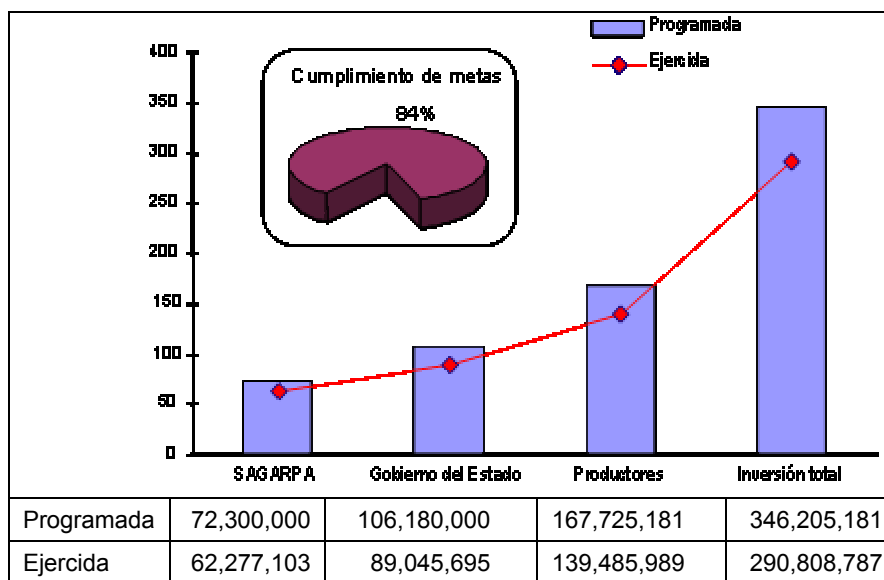 Programada
Ejercida
Cumplimiento de metas
84%
400
350
300
250
200
150
100
50
0
SAGARPA Gobierno del Estado Productores Inversión total
Programada 72,300,000 106,180,000 167,725,181 346,205,181
Ejercida 62,277,103 89,045,695 139,485,989 290,808,787